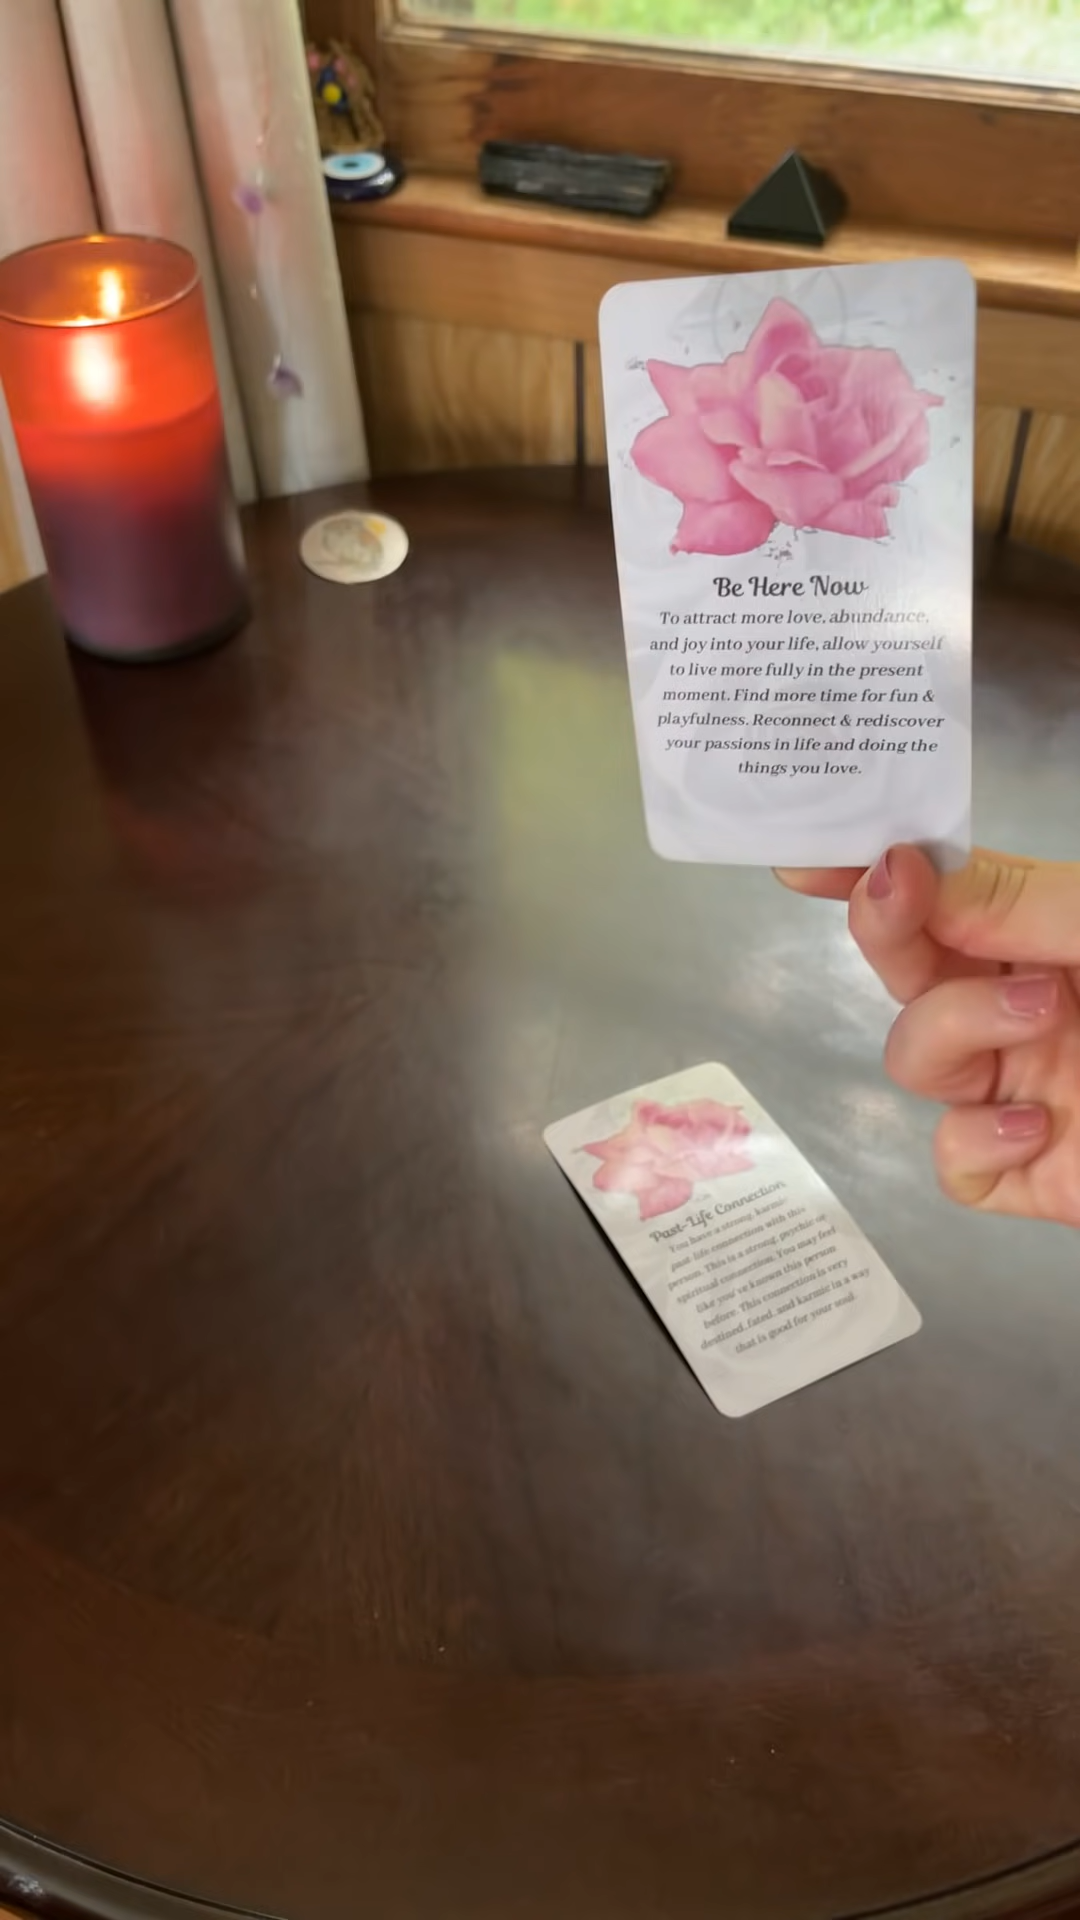 Be Here Now
To attract more love, abundance,
and joy into your life, allow yourself
to live more fully in the present
moment. Find more time for fun &
playfulness. Reconnect & rediscover
your passions in life and doing the
things you love.
Past-Life Connection
You have a strong, karmic
past-life connection with this
person. This is a strong, psychic or
spiritual connection. You may feel
like you've known this person
before. This connection is very
destined, fated, and karmic in a way
that is good for your soul.